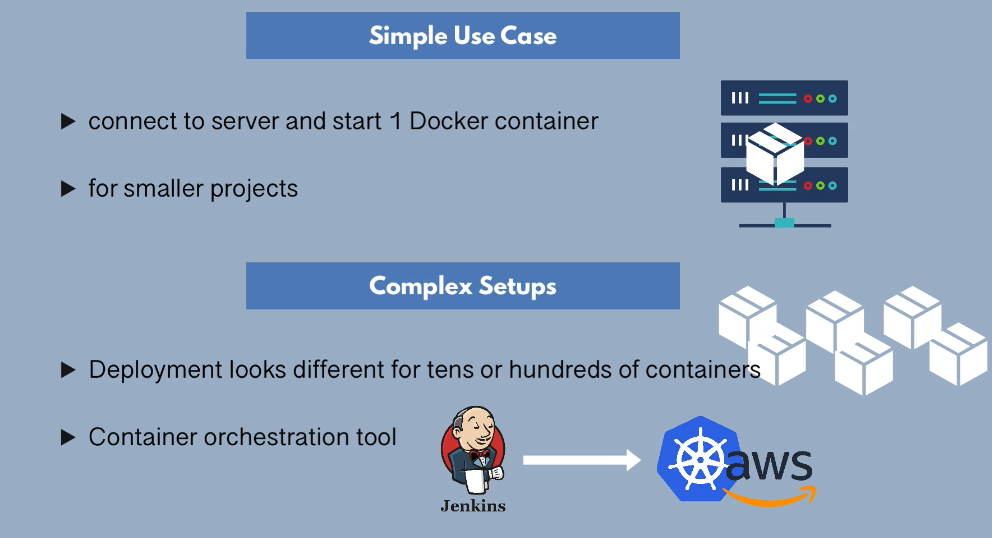 Simple Use Case
connect to server and start 1 Docker container
for smaller projects
Complex Setups
Deployment looks different for tens or hundreds of containers
Container orchestration tool
Jenkins
aws